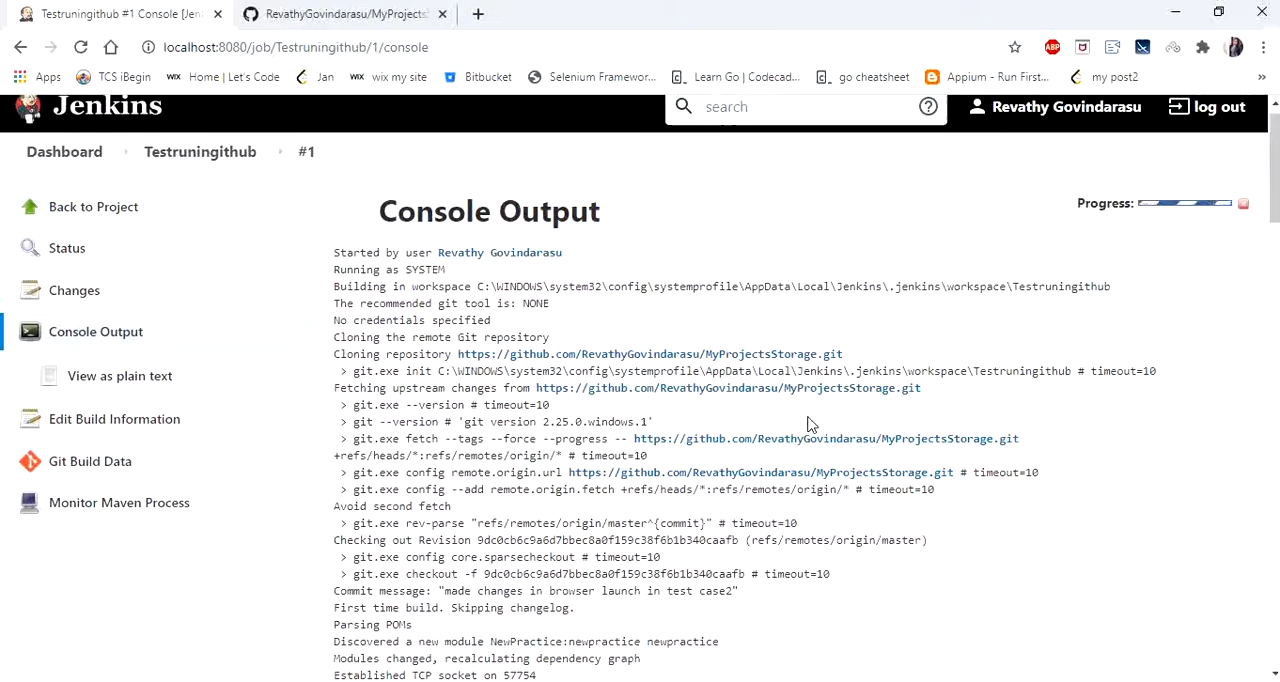 Testruningithub #1 Console [Jen
RevathyGovindarasu/MyProjectsS
localhost:8080/job/Testruningithub/1/console
ABP
Apps
TCS iBegin
WIX Home | Let's Code
Jan
WIX wix my site
Bitbucket
Selenium Framewor...
Learn Go | Codecad...
go cheatsheet
Appium - Run First...
my post2
»
Jenkins
search
Revathy Govindarasu
log out
Dashboard
Testruningithub
#1
Back to Project
Status
Changes
Console Output
View as plain text
Edit Build Information
Git Build Data
Monitor Maven Process
Console Output
Progress:
Started by user Revathy Govindarasu
Running as SYSTEM
Building in workspace C:\WINDOWS\system32\config\systemprofile\AppData\Local\Jenkins\.jenkins\workspace\Testruningithub
The recommended git tool is: NONE
No credentials specified
Cloning the remote Git repository
Cloning repository https://github.com/RevathyGovindarasu/MyProjectsStorage.git
> git.exe init C:\WINDOWS\system32\config\systemprofile\AppData\Local\Jenkins\.jenkins\workspace\Testruningithub # timeout=10
Fetching upstream changes from https://github.com/RevathyGovindarasu/MyProjectsStorage.git
> git.exe --version # timeout=10
> git --version # 'git version 2.25.0.windows.1'
> git.exe fetch --tags --force --progress -- https://github.com/RevathyGovindarasu/MyProjectsStorage.git
+refs/heads/*:refs/remotes/origin/* # timeout=10
> git.exe config remote.origin.url https://github.com/RevathyGovindarasu/MyProjectsStorage.git # timeout=10
> git.exe config --add remote.origin.fetch +refs/heads/*:refs/remotes/origin/* # timeout=10
Avoid second fetch
> git.exe rev-parse "refs/remotes/origin/master^{commit}" # timeout=10
Checking out Revision 9dc0cb6c9a6d7bbec8a0f159c38f6b1b340caafb (refs/remotes/origin/master)
> git.exe config core.sparsecheckout # timeout=10
> git.exe checkout -f 9dc0cb6c9a6d7bbec8a0f159c38f6b1b340caafb # timeout=10
Commit message: "made changes in browser launch in test case2"
First time build. Skipping changelog.
Parsing POMs
Discovered a new module NewPractice:newpractice newpractice
Modules changed, recalculating dependency graph
Established TCP socket on 57754